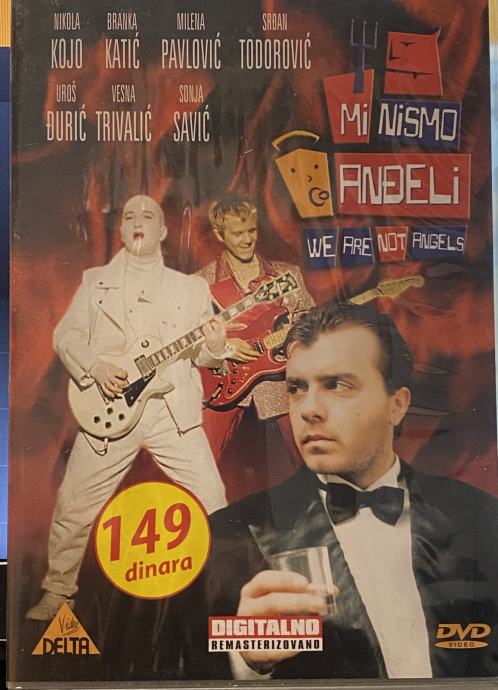 NIKOLA KOJO
BRANKA KATIĆ
MILENA PAVLOVIĆ
SRĐAN TODOROVIĆ
UROŠ ĐURIĆ
VESNA TRIVALIĆ
SONJA SAVIĆ
Mi NiSMO
ANĐELi
WE ARE NOT ANGELS
149
dinara
Video
DELTA
DIGITALNO
REMASTERIZOVANO
DVD
VIDEO